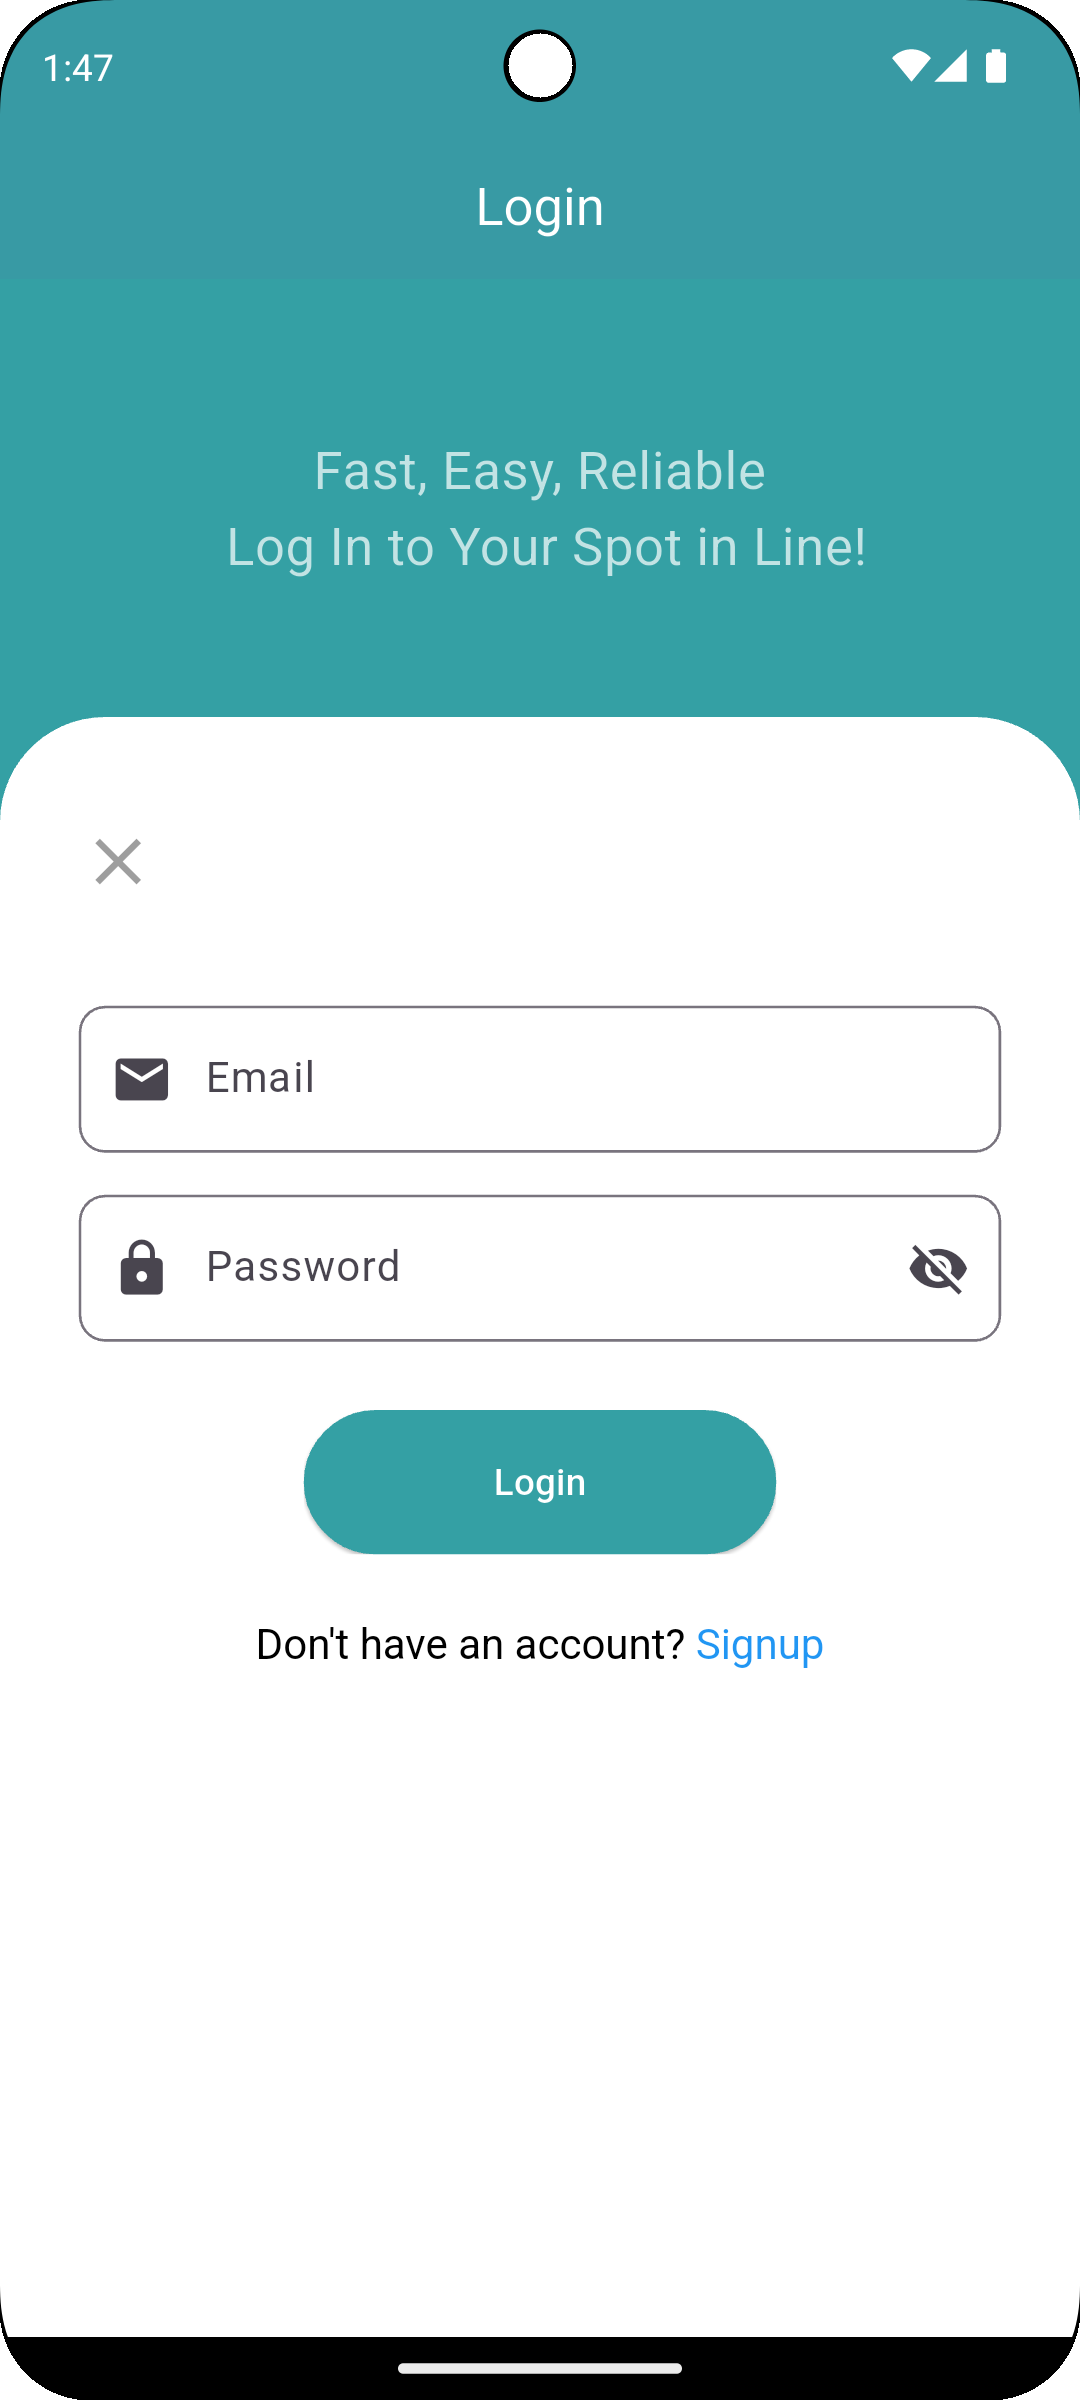 1:47
Login
Fast, Easy, Reliable
Log In to Your Spot in Line!
Email
Password
Login
Don't have an account? Signup